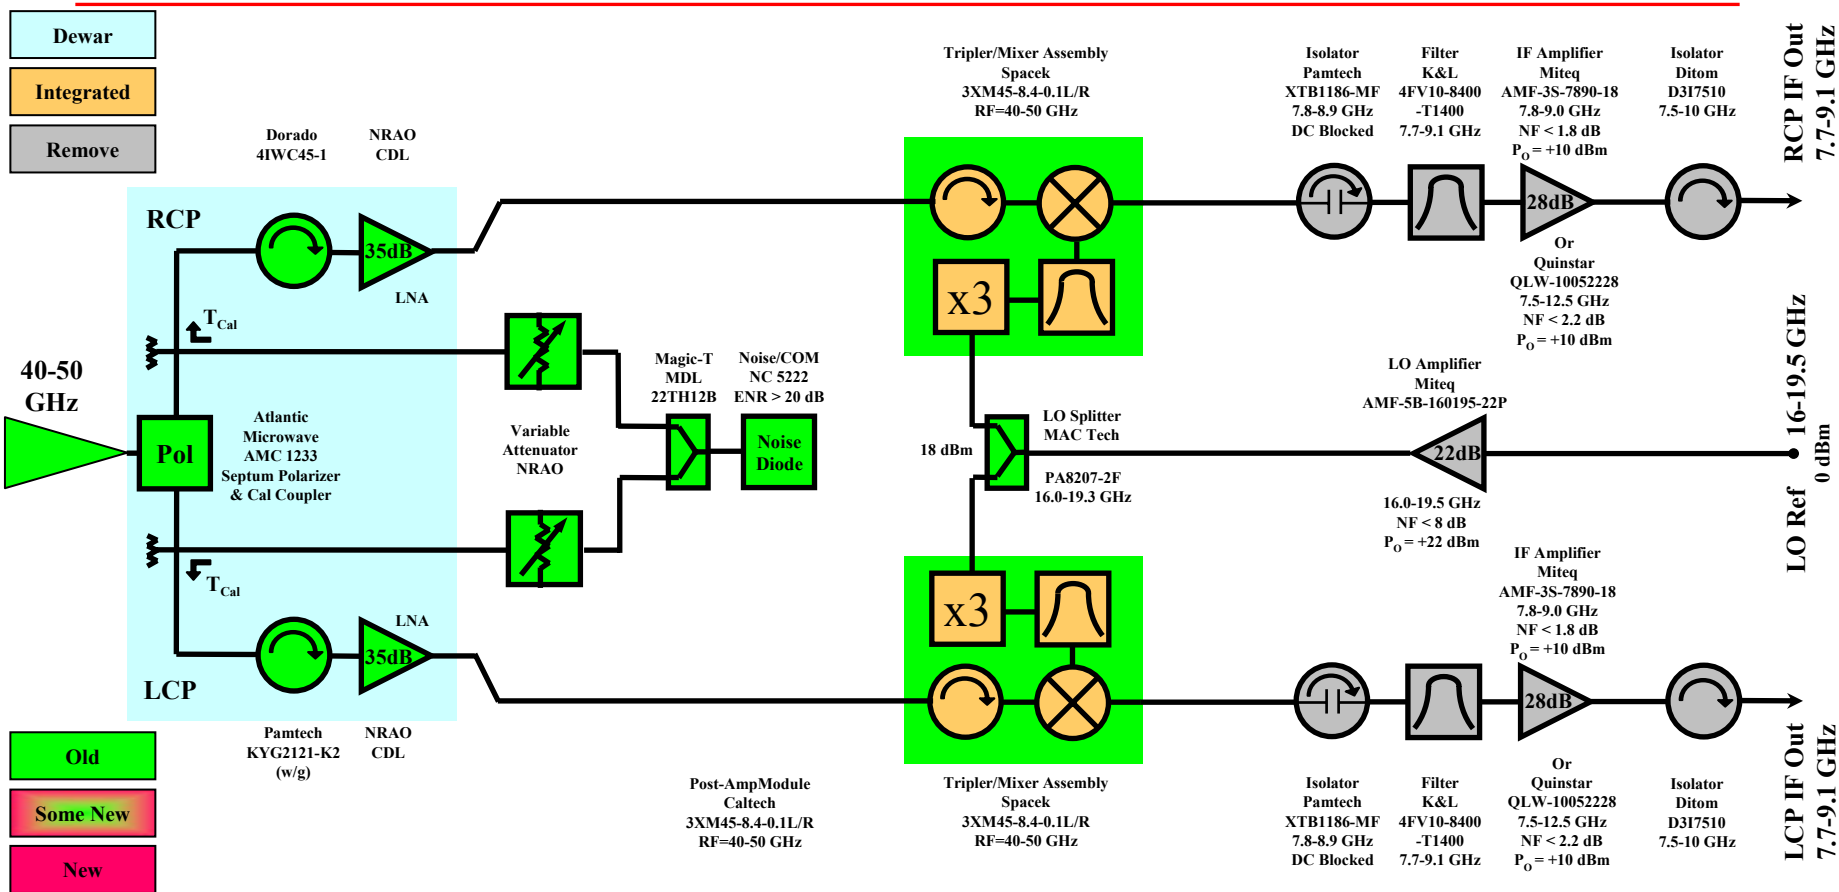 Dewar
Integrated
Remove
Dorado
4IWC45-1
NRAO
CDL
Tripler/Mixer Assembly
Spacek
3XM45-8.4-0.1L/R
RF=40-50 GHz
Isolator
Pamtech
XTB1186-MF
7.8-8.9 GHz
DC Blocked
Filter
K&L
4FV10-8400
-T1400
7.7-9.1 GHz
IF Amplifier
Miteq
AMF-3S-7890-18
7.8-9.0 GHz
NF < 1.8 dB
PO = +10 dBm
Isolator
Ditom
D3I7510
7.5-10 GHz
RCP IF Out
7.7-9.1 GHz
RCP
35dB
LNA
28dB
Or
Quinstar
QLW-10052228
7.5-12.5 GHz
NF < 2.2 dB
PO = +10 dBm
x3
TCal
40-50
GHz
Pol
Atlantic
Microwave
AMC 1233
Septum Polarizer
& Cal Coupler
Variable
Attenuator
NRAO
Magic-T
MDL
22TH12B
Noise/COM
NC 5222
ENR > 20 dB
Noise
Diode
18 dBm
LO Splitter
MAC Tech
PA8207-2F
16.0-19.3 GHz
LO Amplifier
Miteq
AMF-5B-160195-22P
22dB
16.0-19.5 GHz
NF < 8 dB
PO = +22 dBm
LO Ref 16-19.5 GHz
0 dBm
TCal
LCP
35dB
LNA
x3
IF Amplifier
Miteq
AMF-3S-7890-18
7.8-9.0 GHz
NF < 1.8 dB
PO = +10 dBm
28dB
Pamtech
KYG2121-K2
(w/g)
NRAO
CDL
Post-AmpModule
Caltech
3XM45-8.4-0.1L/R
RF=40-50 GHz
Tripler/Mixer Assembly
Spacek
3XM45-8.4-0.1L/R
RF=40-50 GHz
Isolator
Pamtech
XTB1186-MF
7.8-8.9 GHz
DC Blocked
Filter
K&L
4FV10-8400
-T1400
7.7-9.1 GHz
Or
Quinstar
QLW-10052228
7.5-12.5 GHz
NF < 2.2 dB
PO = +10 dBm
Isolator
Ditom
D3I7510
7.5-10 GHz
LCP IF Out
7.7-9.1 GHz
Old
Some New
New